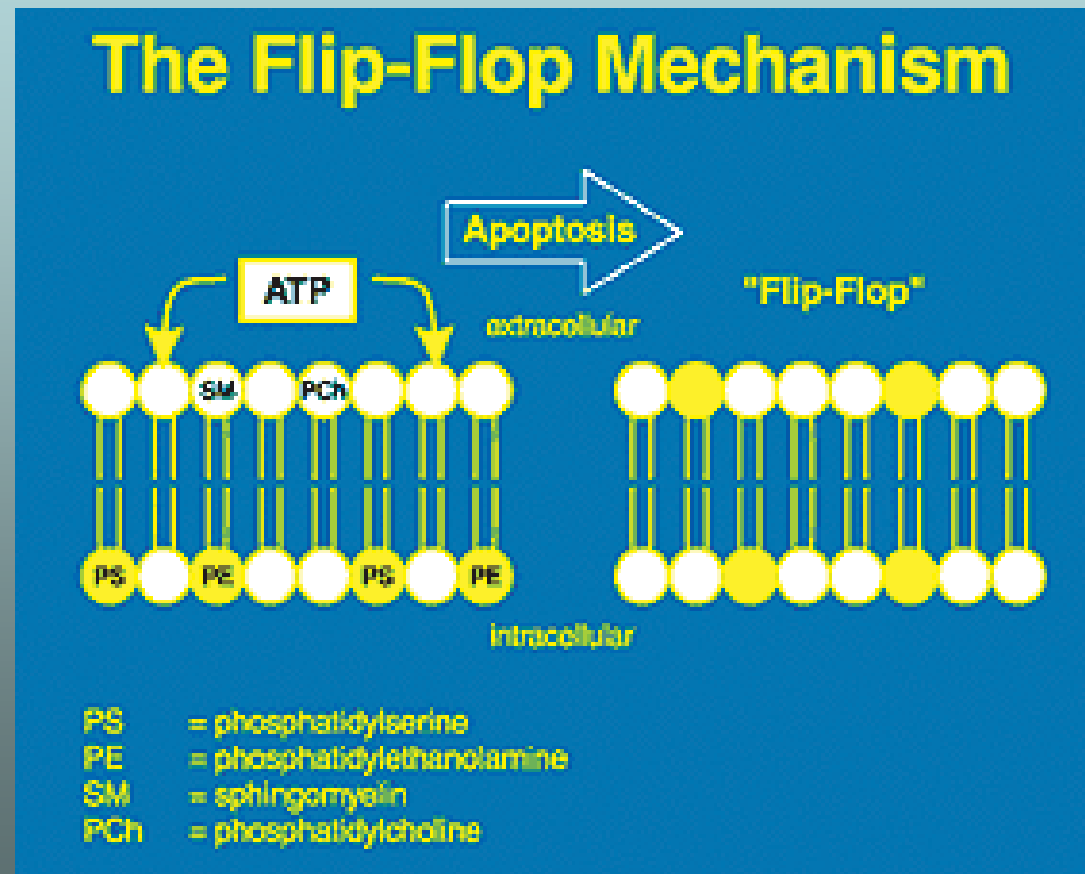 The Flip-Flop Mechanism
Apoptosis
ATP
"Flip-Flop"
extracellular
SM PCh
PS PE PS PE
intracellular
PS = phosphatidylserine
PE = phosphatidylethanolamine
SM = sphingomyelin
PCh = phosphatidylcholine